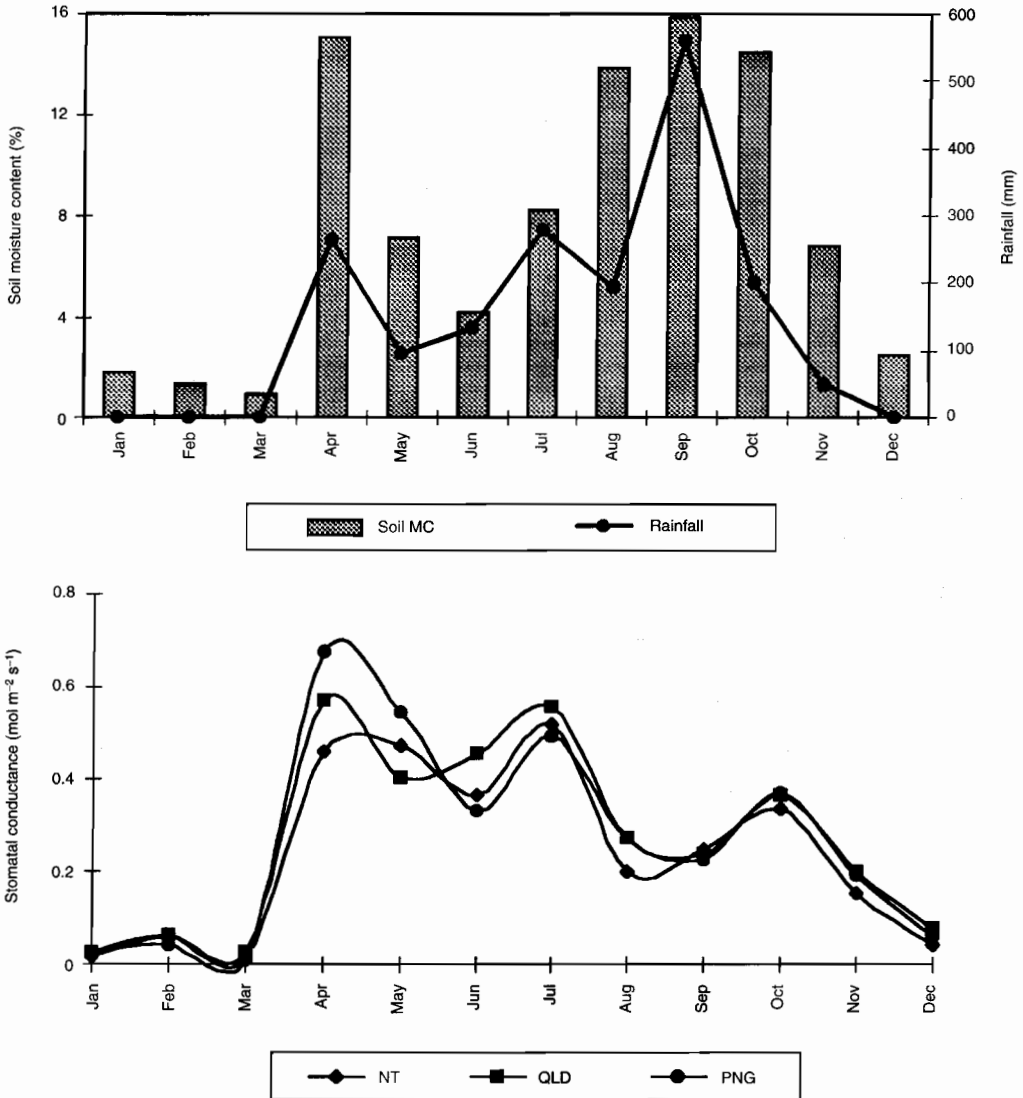 16
12
8
4
0
Soil moisture content (%)
600
500
400
300
200
100
0
Rainfall (mm)
Jan
Feb
Mar
Apr
May
Jun
Jul
Aug
Sep
Oct
Nov
Dec
Soil MC
Rainfall
0.8
0.6
0.4
0.2
0
Stomatal conductance (mol m⁻² s⁻¹)
Jan
Feb
Mar
Apr
May
Jun
Jul
Aug
Sep
Oct
Nov
Dec
NT
QLD
PNG